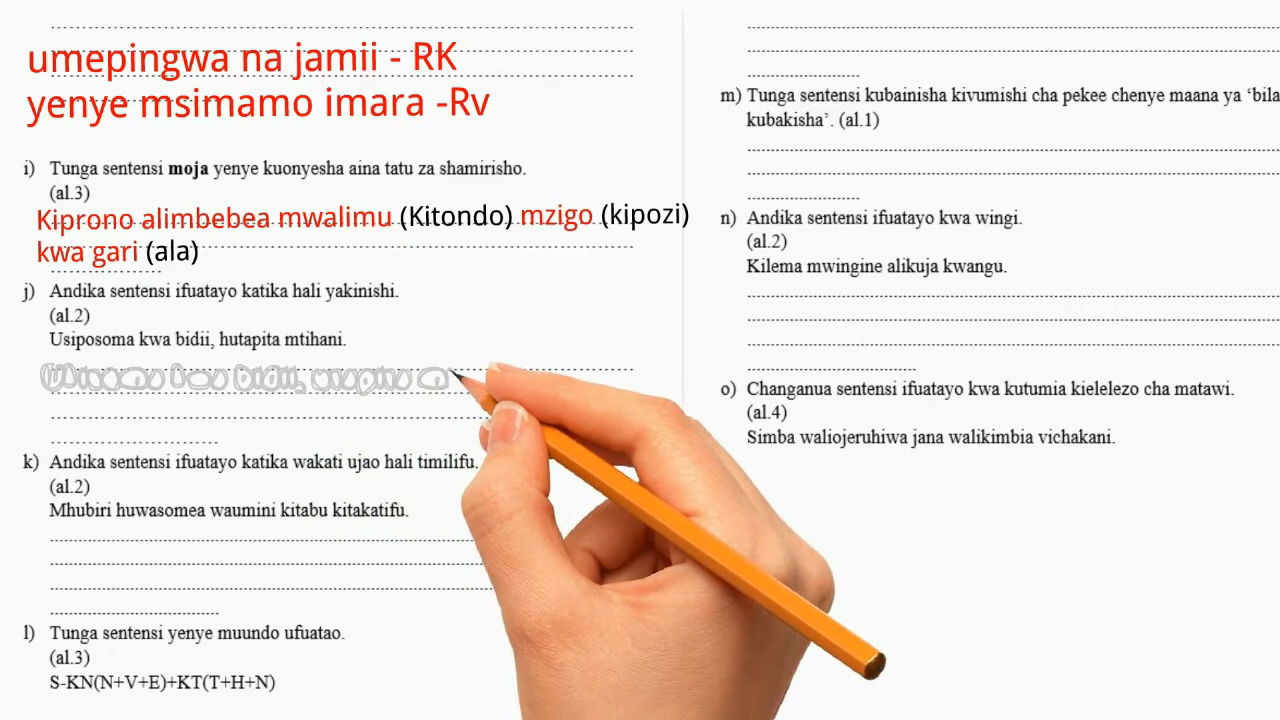 umepingwa na jamii - RK
yenye msimamo imara -Rv
i) Tunga sentensi moja yenye kuonyesha aina tatu za shamirisho.
(al.3)
Kiprono alimbebea mwalimu (Kitondo) mzigo (kipozi)
kwa gari (ala)
j) Andika sentensi ifuatayo katika hali yakinishi.
(al.2)
Usiposoma kwa bidii, hutapita mtihani.
k) Andika sentensi ifuatayo katika wakati ujao hali timilifu.
(al.2)
Mhubiri huwasomea waumini kitabu kitakatifu.
l) Tunga sentensi yenye muundo ufuatao.
(al.3)
S-KN(N+V+E)+KT(T+H+N)
m) Tunga sentensi kubainisha kivumishi cha pekee chenye maana ya ‘bila
kubakisha’. (al.1)
n) Andika sentensi ifuatayo kwa wingi.
(al.2)
Kilema mwingine alikuja kwangu.
o) Changanua sentensi ifuatayo kwa kutumia kielelezo cha matawi.
(al.4)
Simba waliojeruhiwa jana walikimbia vichakani.